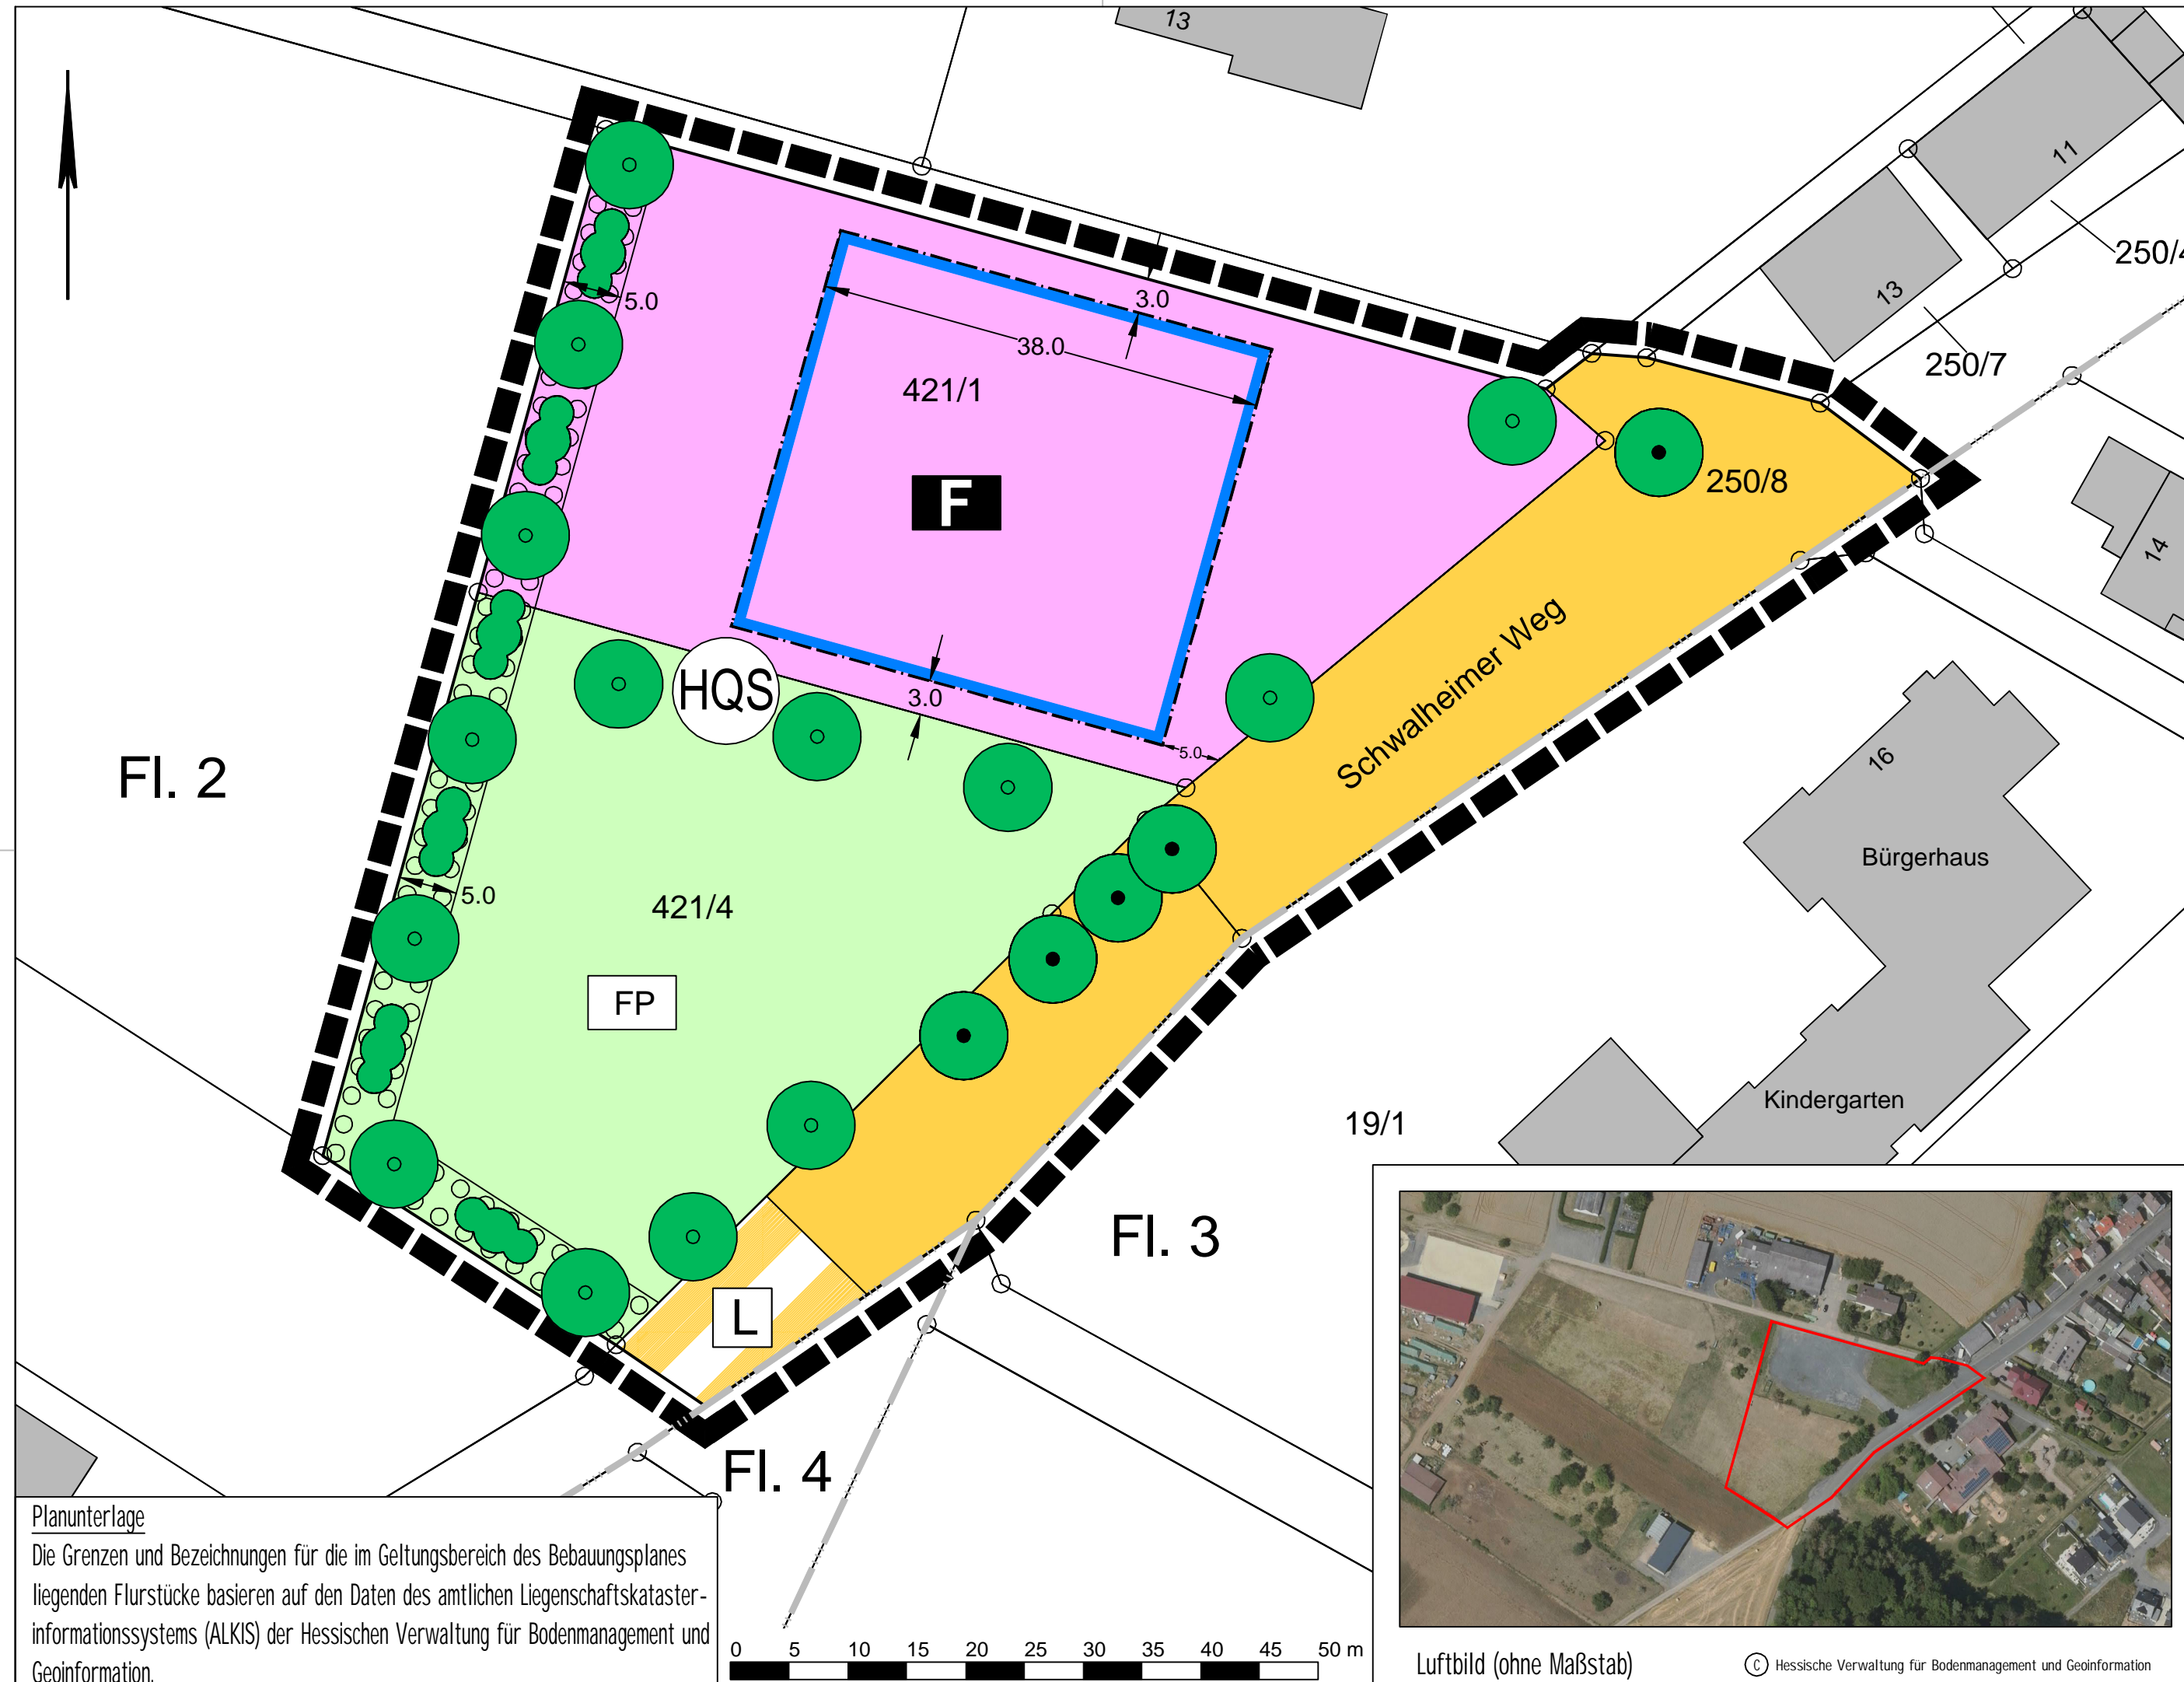 13
11
250/4
13
250/7
5.0
3.0
38.0
421/1
250/8
F
14
Schwalheimer Weg
HQS
3.0
5.0
16
Fl. 2
Bürgerhaus
5.0
421/4
FP
Kindergarten
19/1
Fl. 3
L
Fl. 4
Planunterlage
Die Grenzen und Bezeichnungen für die im Geltungsbereich des Bebauungsplanes
liegenden Flurstücke basieren auf den Daten des amtlichen Liegenschaftskataster-
informationssystems (ALKIS) der Hessischen Verwaltung für Bodenmanagement und
Geoinformation.
0 5 10 15 20 25 30 35 40 45 50 m
Luftbild (ohne Maßstab)
© Hessische Verwaltung für Bodenmanagement und Geoinformation